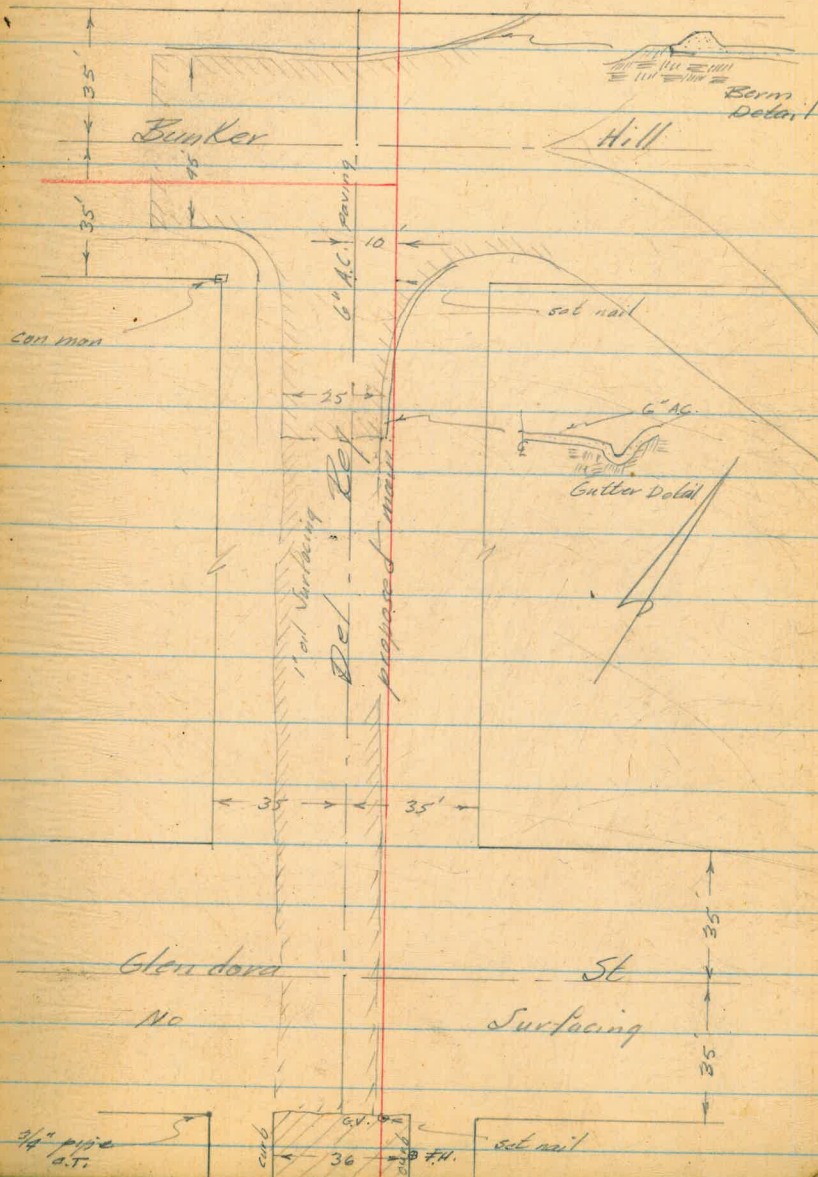 35'
Berm
Detail
Bunker
Hill
45'
35'
6" A.C. paving
10'
set nail
con mon
25
6" A.C.
Gutter Detail
Del Rey
1" oil Surfacing
proposed main
35
35'
35'
Glendora
St
No
Surfacing
35'
3/4" pipe
O.T.
curb
G.V.
36
curb
F.H.
set nail